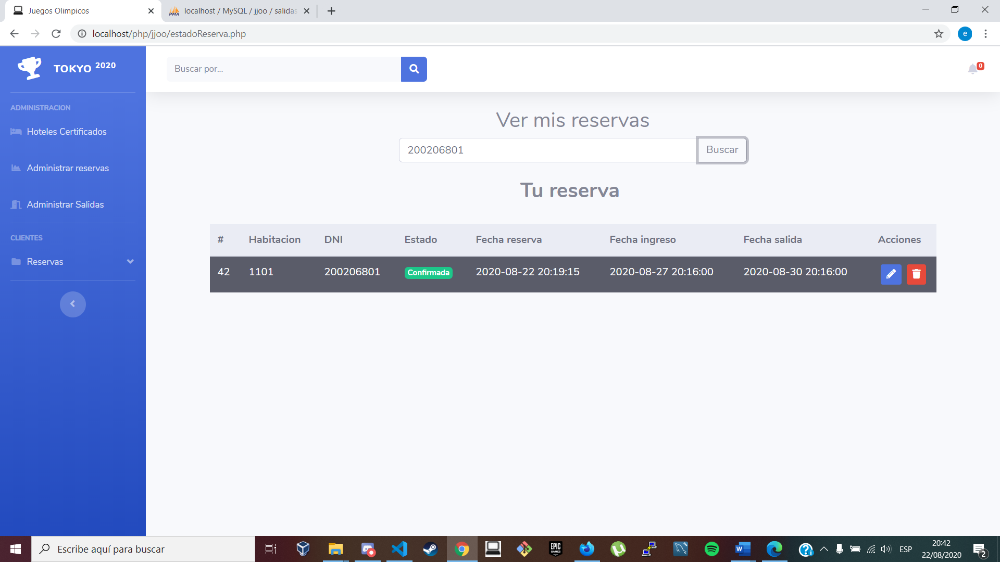 Juegos Olimpicos
localhost / MySQL / jjoo / salidas
localhost/php/jjoo/estadoReserva.php
e
TOKYO 2020
Buscar por...
0
ADMINISTRACION
Hoteles Certificados
Administrar reservas
Administrar Salidas
CLIENTES
Reservas
Ver mis reservas
200206801
Buscar
Tu reserva
# Habitacion DNI Estado Fecha reserva Fecha ingreso Fecha salida Acciones
42 1101 200206801 Confirmada 2020-08-22 20:19:15 2020-08-27 20:16:00 2020-08-30 20:16:00
Escribe aquí para buscar
EPIC
GAMES
W
ESP
20:42
22/08/2020
2
PMA